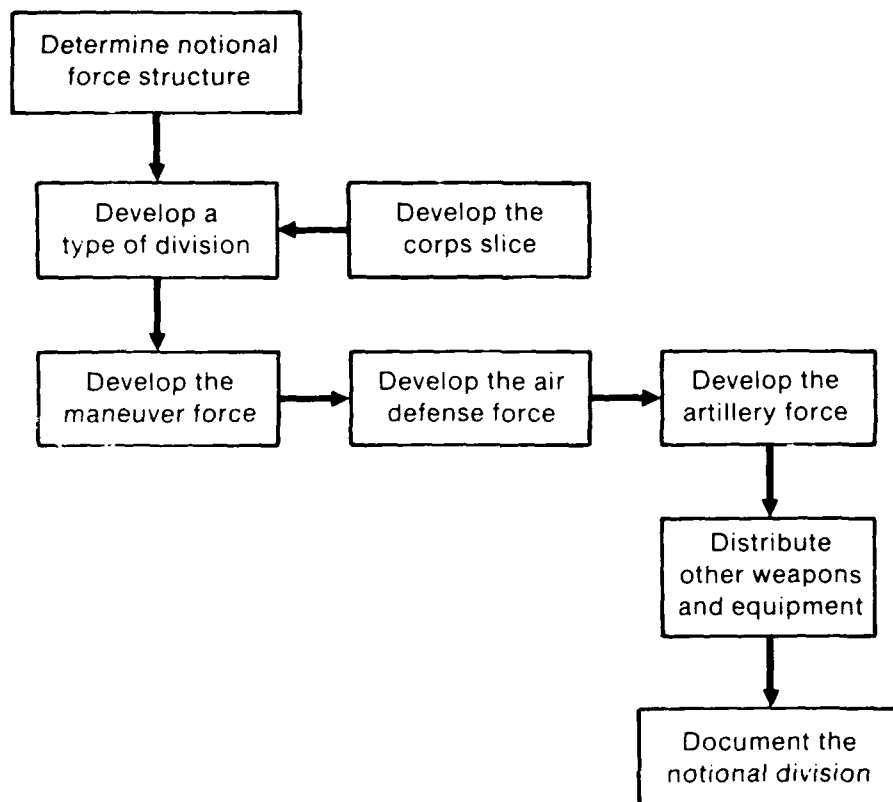 Determine notional
force structure
Develop a
type of division
Develop the
corps slice
Develop the
maneuver force
Develop the air
defense force
Develop the
artillery force
Distribute
other weapons
and equipment
Document the
notional division